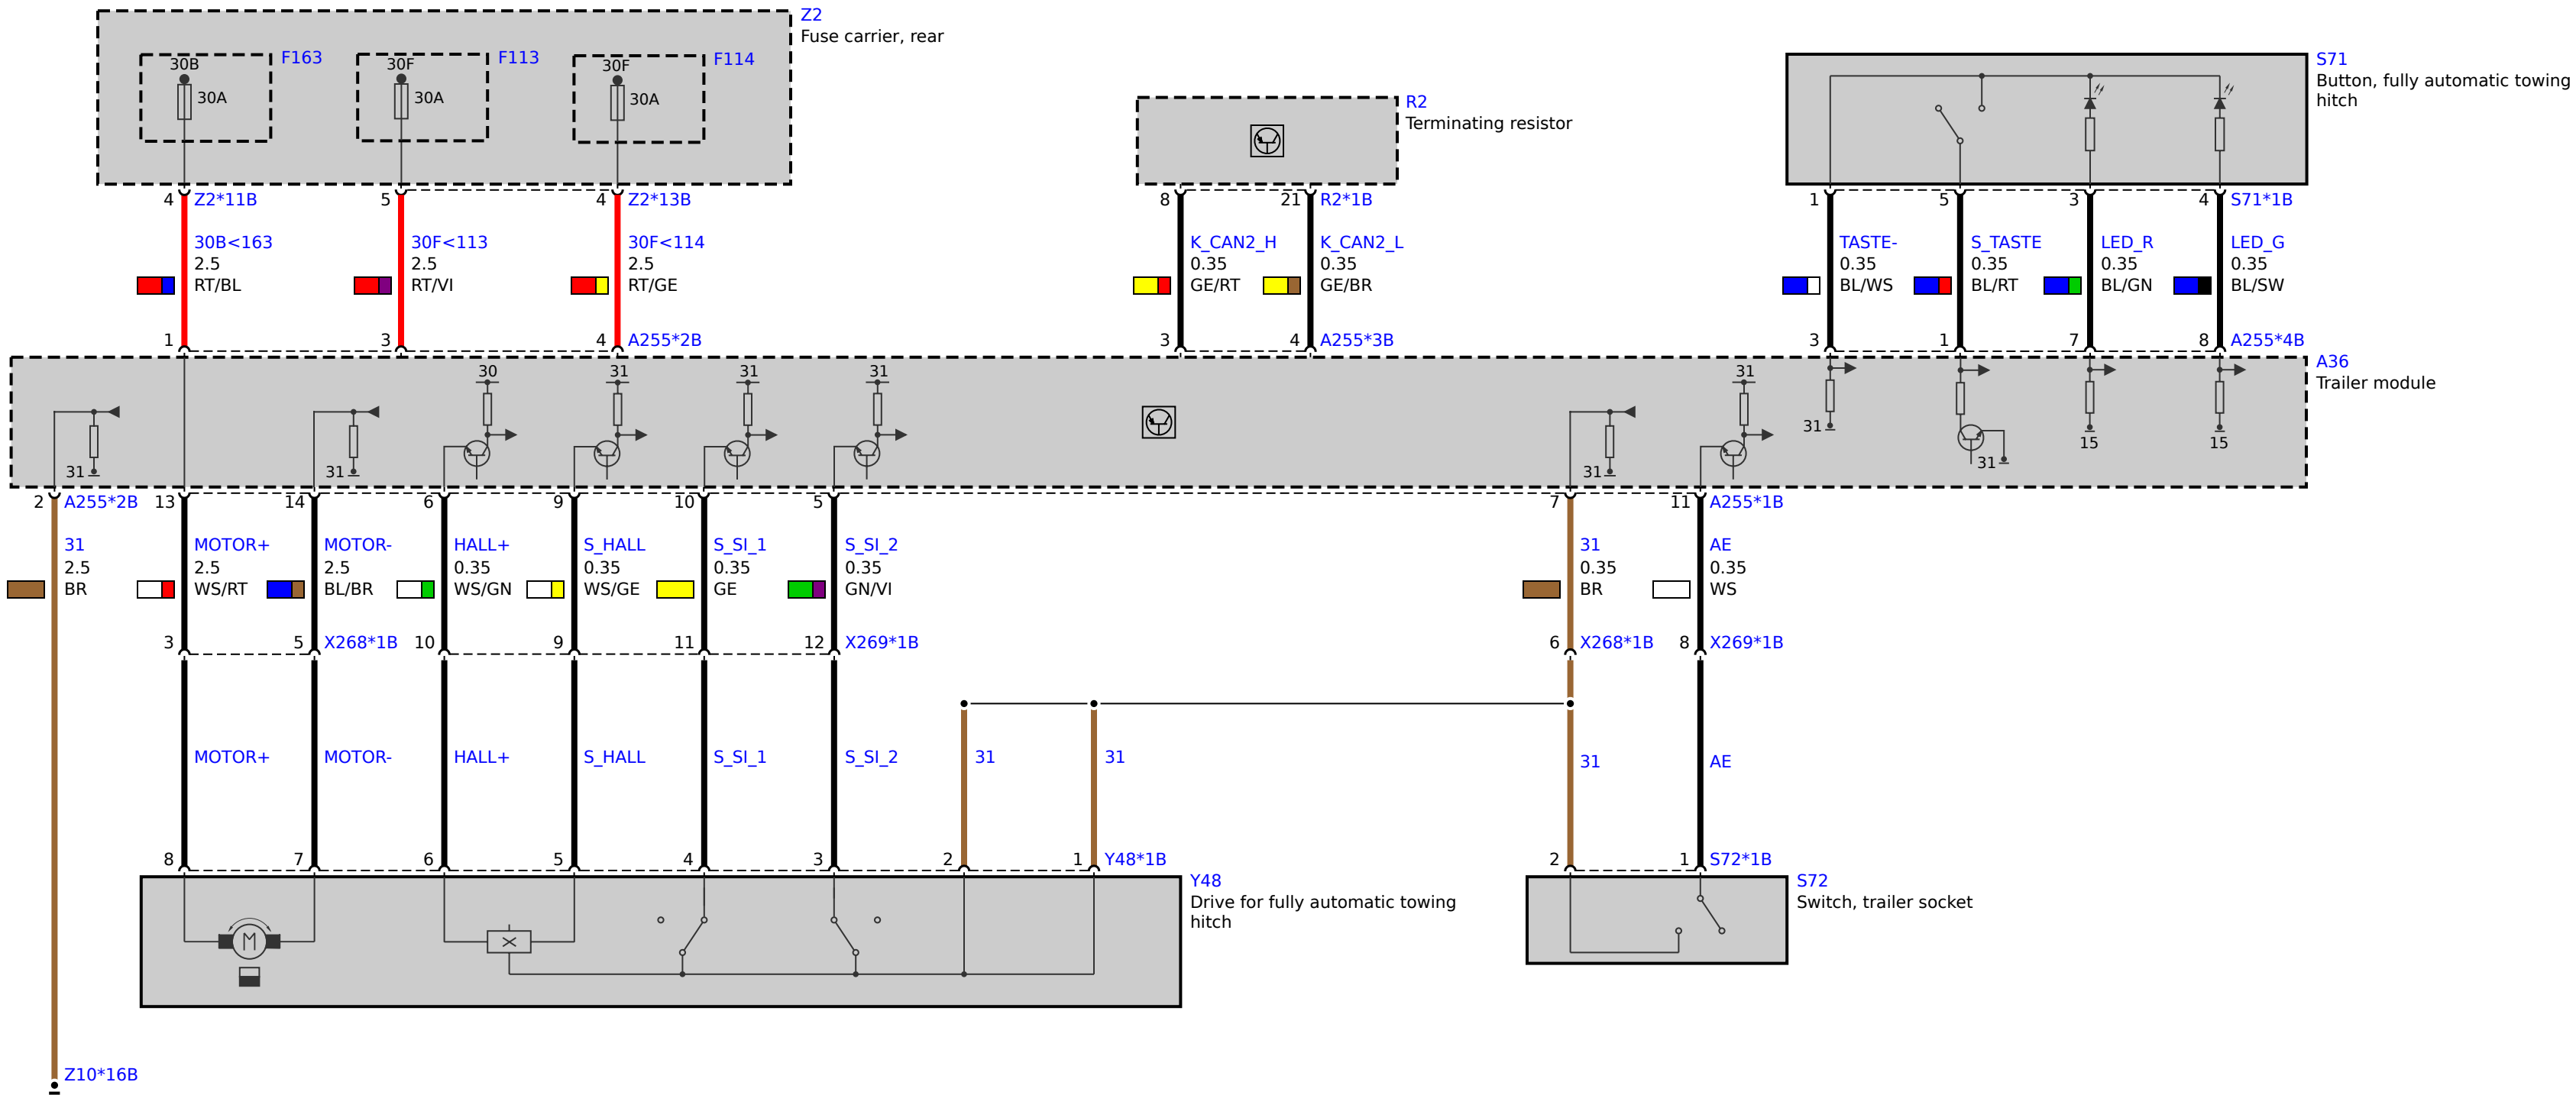 Z2
Fuse carrier, rear
30B
F163
30F
F113
30F
F114
30A
30A
30A
R2
Terminating resistor
S71
Button, fully automatic towing
hitch
4
Z2*11B
5
4
Z2*13B
8
21
R2*1B
1
5
3
4
S71*1B
30B<163
30F<113
30F<114
K_CAN2_H
K_CAN2_L
TASTE-
S_TASTE
LED_R
LED_G
2.5
2.5
2.5
0.35
0.35
0.35
0.35
0.35
0.35
RT/BL
RT/VI
RT/GE
GE/RT
GE/BR
BL/WS
BL/RT
BL/GN
BL/SW
1
3
4
A255*2B
3
4
A255*3B
3
1
7
8
A255*4B
A36
Trailer module
30
31
31
31
31
31
15
15
31
31
31
31
2
A255*2B
13
14
6
9
10
5
7
11
A255*1B
31
MOTOR+
MOTOR-
HALL+
S_HALL
S_SI_1
S_SI_2
31
AE
2.5
2.5
2.5
0.35
0.35
0.35
0.35
0.35
0.35
BR
WS/RT
BL/BR
WS/GN
WS/GE
GE
GN/VI
BR
WS
3
5
X268*1B
10
9
11
12
X269*1B
6
X268*1B
8
X269*1B
MOTOR+
MOTOR-
HALL+
S_HALL
S_SI_1
S_SI_2
31
31
31
AE
8
7
6
5
4
3
2
1
Y48*1B
2
1
S72*1B
Y48
Drive for fully automatic towing
hitch
S72
Switch, trailer socket
M
Z10*16B